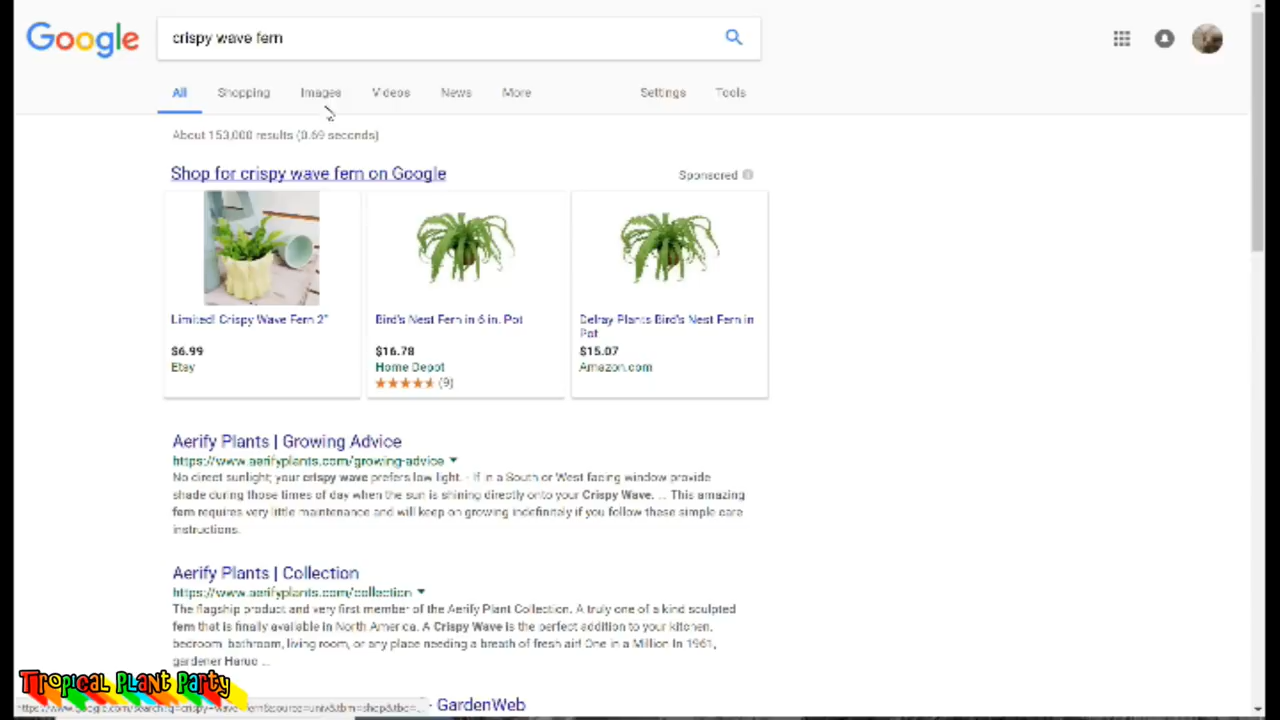 Google
crispy wave fern
All Shopping Images Videos News More Settings Tools
About 153,000 results (0.69 seconds)
Shop for crispy wave fern on Google
Sponsored
Limited! Crispy Wave Fern 2"
$6.99
Etsy
Bird's Nest Fern in 6 in. Pot
$16.78
Home Depot
(9)
Delray Plants Bird's Nest Fern in
Pot
$15.07
Amazon.com
Aerify Plants | Growing Advice
https://www.aerifyplants.com/growing-advice
No direct sunlight; your crispy wave prefers low light. - If in a South or West facing window provide
shade during those times of day when the sun is shining directly onto your Crispy Wave. ... This amazing
fern requires very little maintenance and will keep on growing indefinitely if you follow these simple care
instructions.
Aerify Plants | Collection
https://www.aerifyplants.com/collection
The flagship product and very first member of the Aerify Plant Collection. A truly one of a kind sculpted
fern that is finally available in North America. A Crispy Wave is the perfect addition to your kitchen,
bedroom, bathroom, living room, or any place needing a breath of fresh air! One in a Million In 1961,
gardener Haruo ...
Tropical Plant Party
- GardenWeb